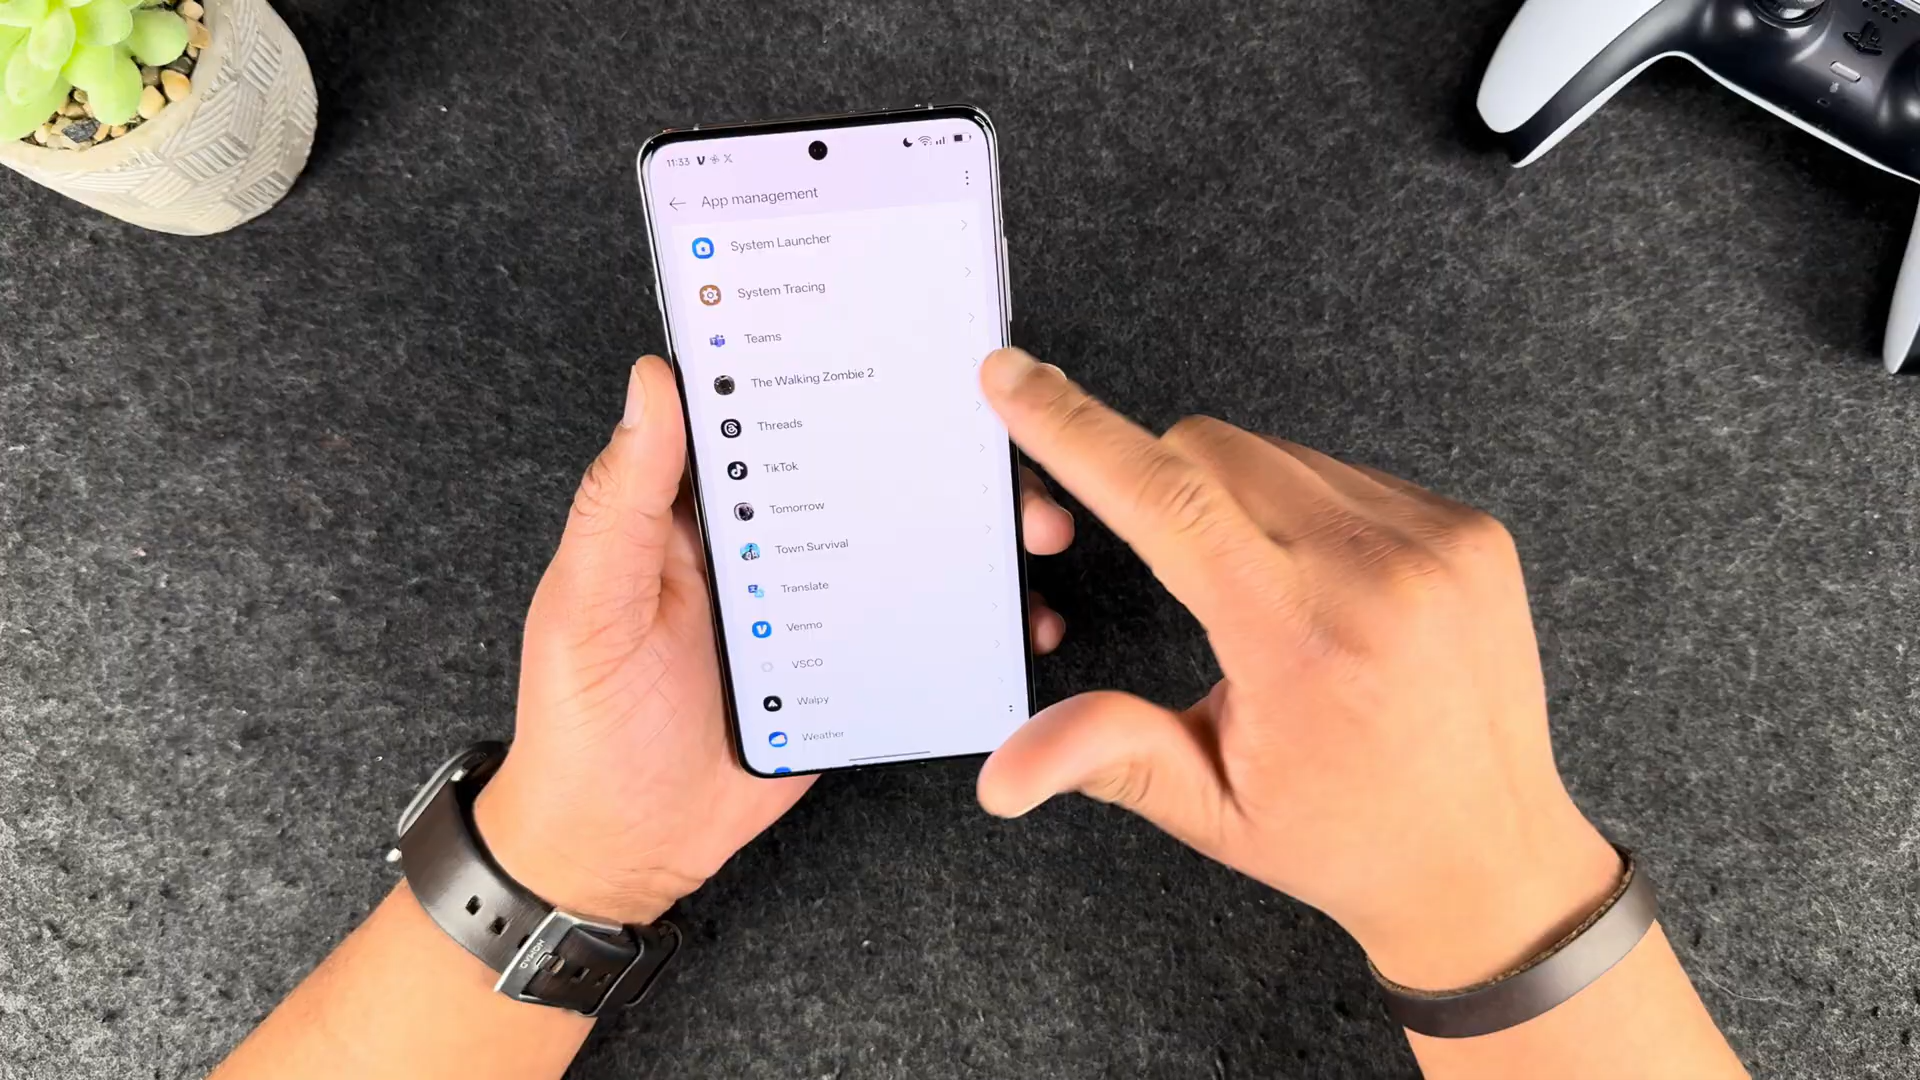 11:33
App management
System Launcher
System Tracing
Teams
The Walking Zombie 2
Threads
TikTok
Tomorrow
Town Survival
Translate
Venmo
VSCO
Walpy
Weather
NOMAD